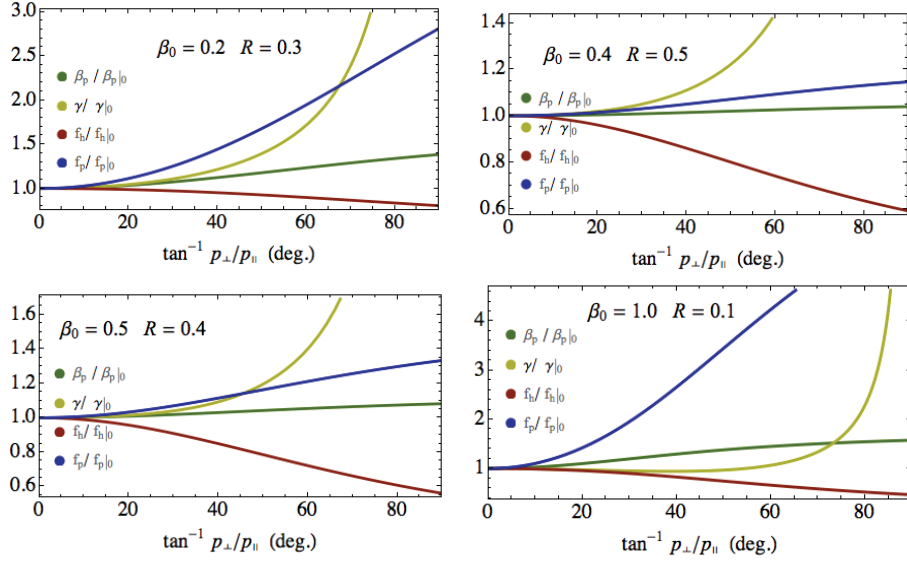 3.0
2.5
2.0
1.5
1.0
β₀ = 0.2 R = 0.3
βₚ / βₚ|₀
γ / γ|₀
fₕ / fₕ|₀
fₚ / fₚ|₀
0 20 40 60 80
tan⁻¹ p⊥/p∥ (deg.)
1.4
1.2
1.0
0.8
0.6
β₀ = 0.4 R = 0.5
βₚ / βₚ|₀
γ / γ|₀
fₕ / fₕ|₀
fₚ / fₚ|₀
0 20 40 60 80
tan⁻¹ p⊥/p∥ (deg.)
1.6
1.4
1.2
1.0
0.8
0.6
β₀ = 0.5 R = 0.4
βₚ / βₚ|₀
γ / γ|₀
fₕ / fₕ|₀
fₚ / fₚ|₀
0 20 40 60 80
tan⁻¹ p⊥/p∥ (deg.)
4
3
2
1
β₀ = 1.0 R = 0.1
βₚ / βₚ|₀
γ / γ|₀
fₕ / fₕ|₀
fₚ / fₚ|₀
0 20 40 60 80
tan⁻¹ p⊥/p∥ (deg.)